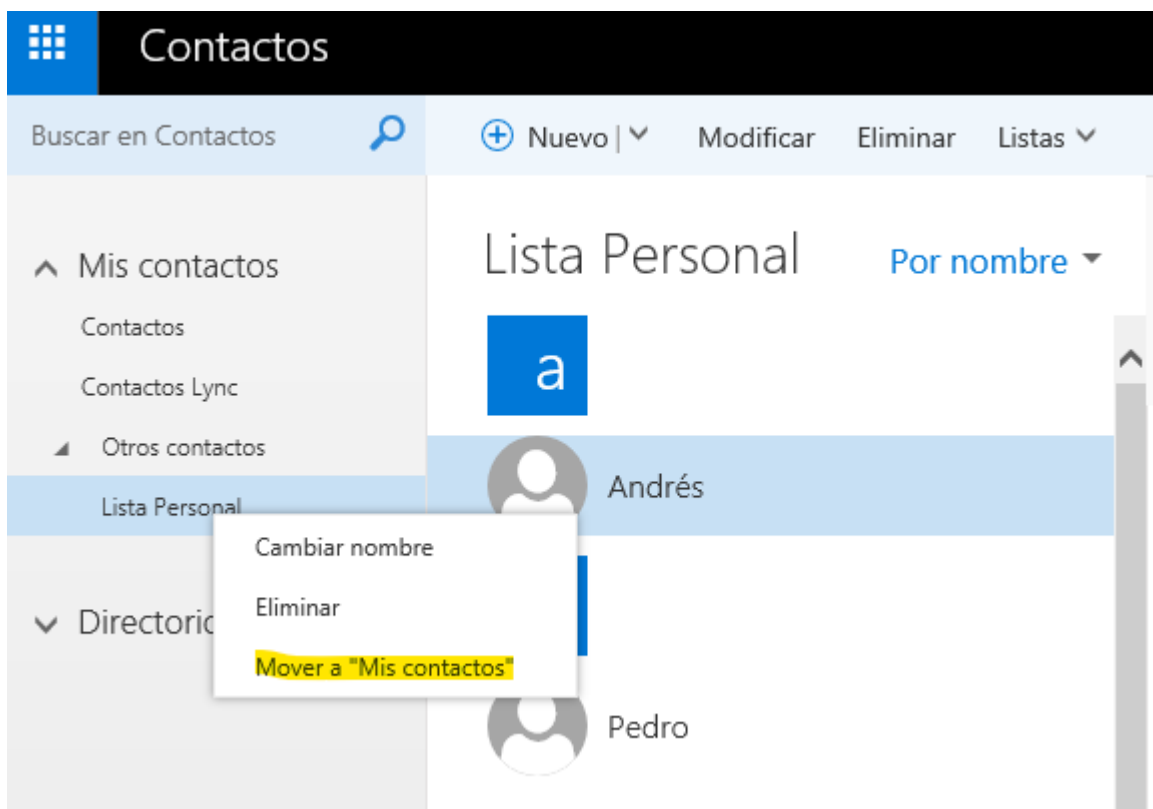 Contactos
Buscar en Contactos
Nuevo | Modificar Eliminar Listas
Mis contactos
Contactos
Contactos Lync
Otros contactos
Lista Personal
Lista Personal Por nombre
a
Andrés
Cambiar nombre
Eliminar
Mover a "Mis contactos"
Pedro